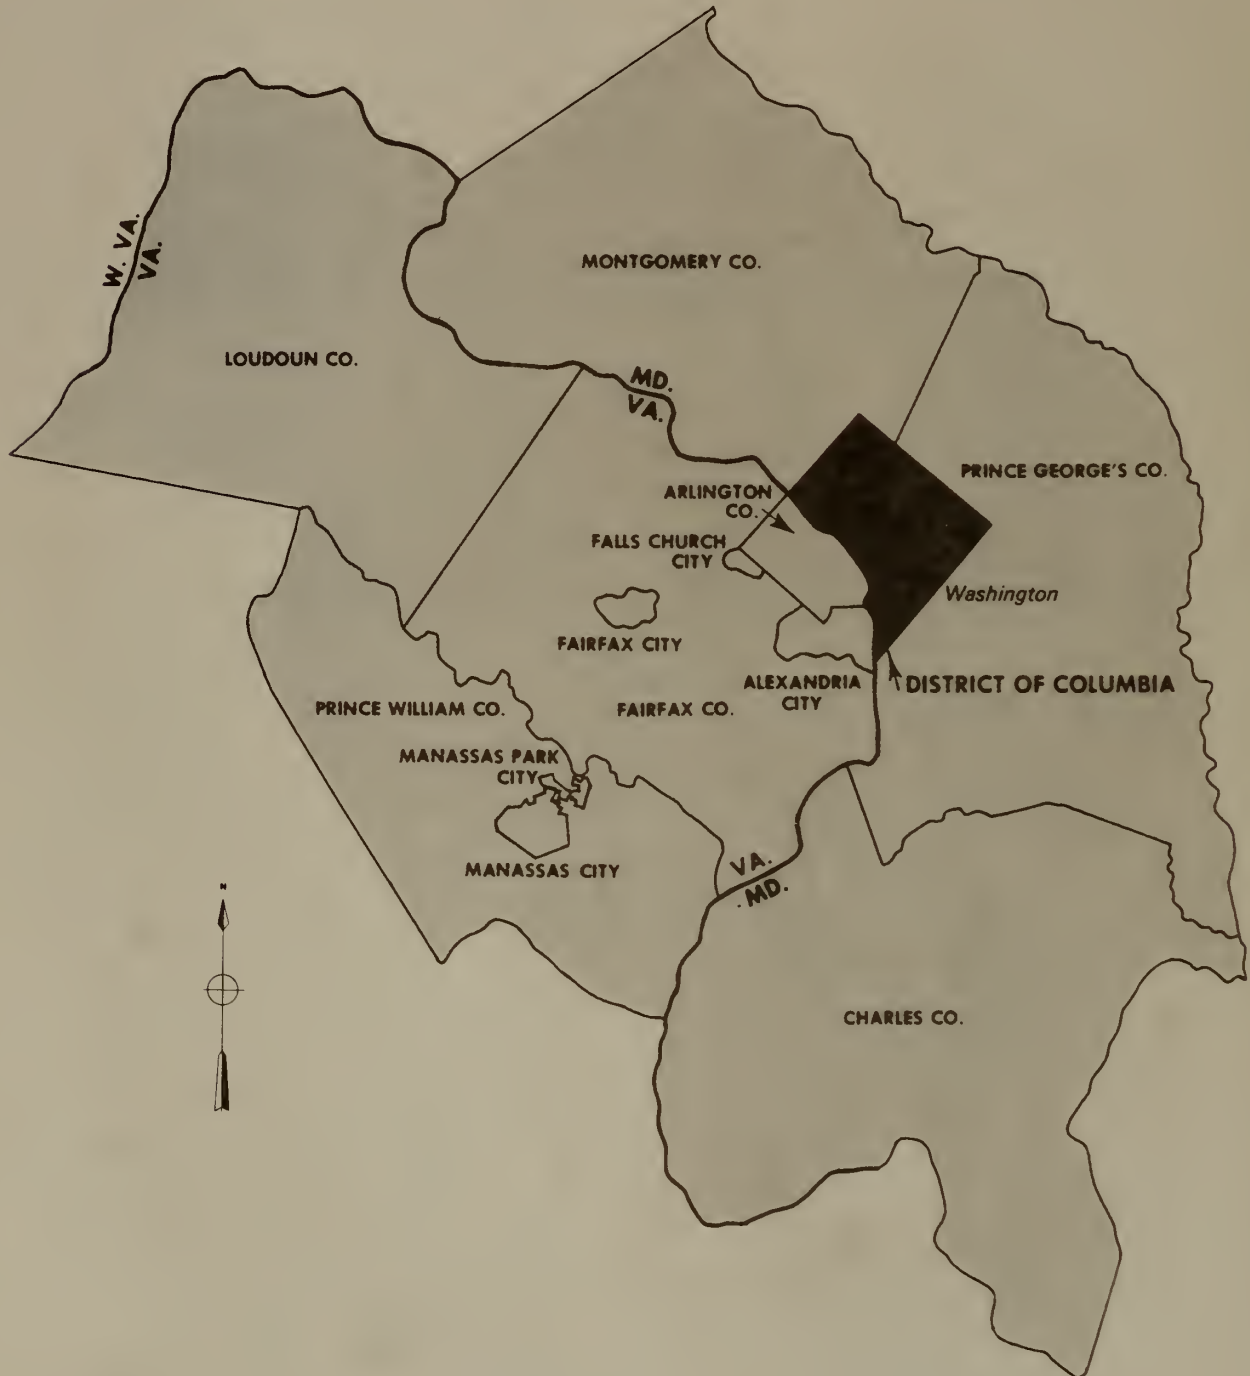 MONTGOMERY CO.
W. VA.
VA.
LOUDOUN CO.
MD.
VA.
PRINCE GEORGE'S CO.
ARLINGTON
CO.
FALLS CHURCH
CITY
Washington
FAIRFAX CITY
ALEXANDRIA
CITY
DISTRICT OF COLUMBIA
PRINCE WILLIAM CO.
FAIRFAX CO.
MANASSAS PARK
CITY
VA.
MD.
MANASSAS CITY
N
CHARLES CO.